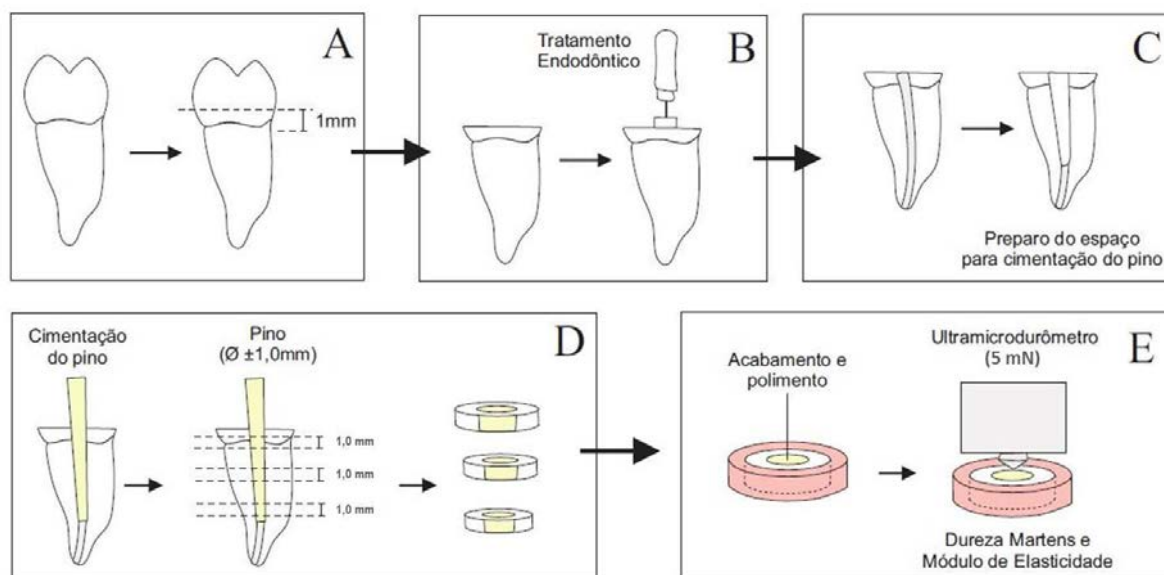 A
1mm
Tratamento
Endodôntico
B
C
Preparo do espaço
para cimentação do pino
Cimentação
do pino
Pino
(Ø ±1,0mm)
D
1,0 mm
1,0 mm
1,0 mm
Acabamento e
polimento
Ultramicrodurômetro
(5 mN)
E
Dureza Martens e
Módulo de Elasticidade